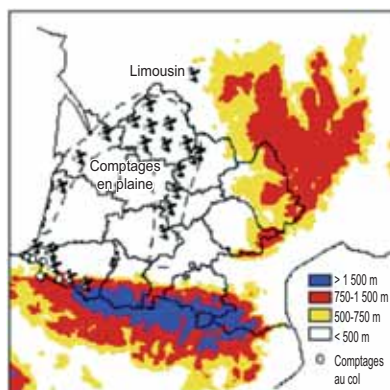 Limousin
Comptages
en plaine
> 1 500 m
750-1 500 m
500-750 m
< 500 m
Comptages
au col